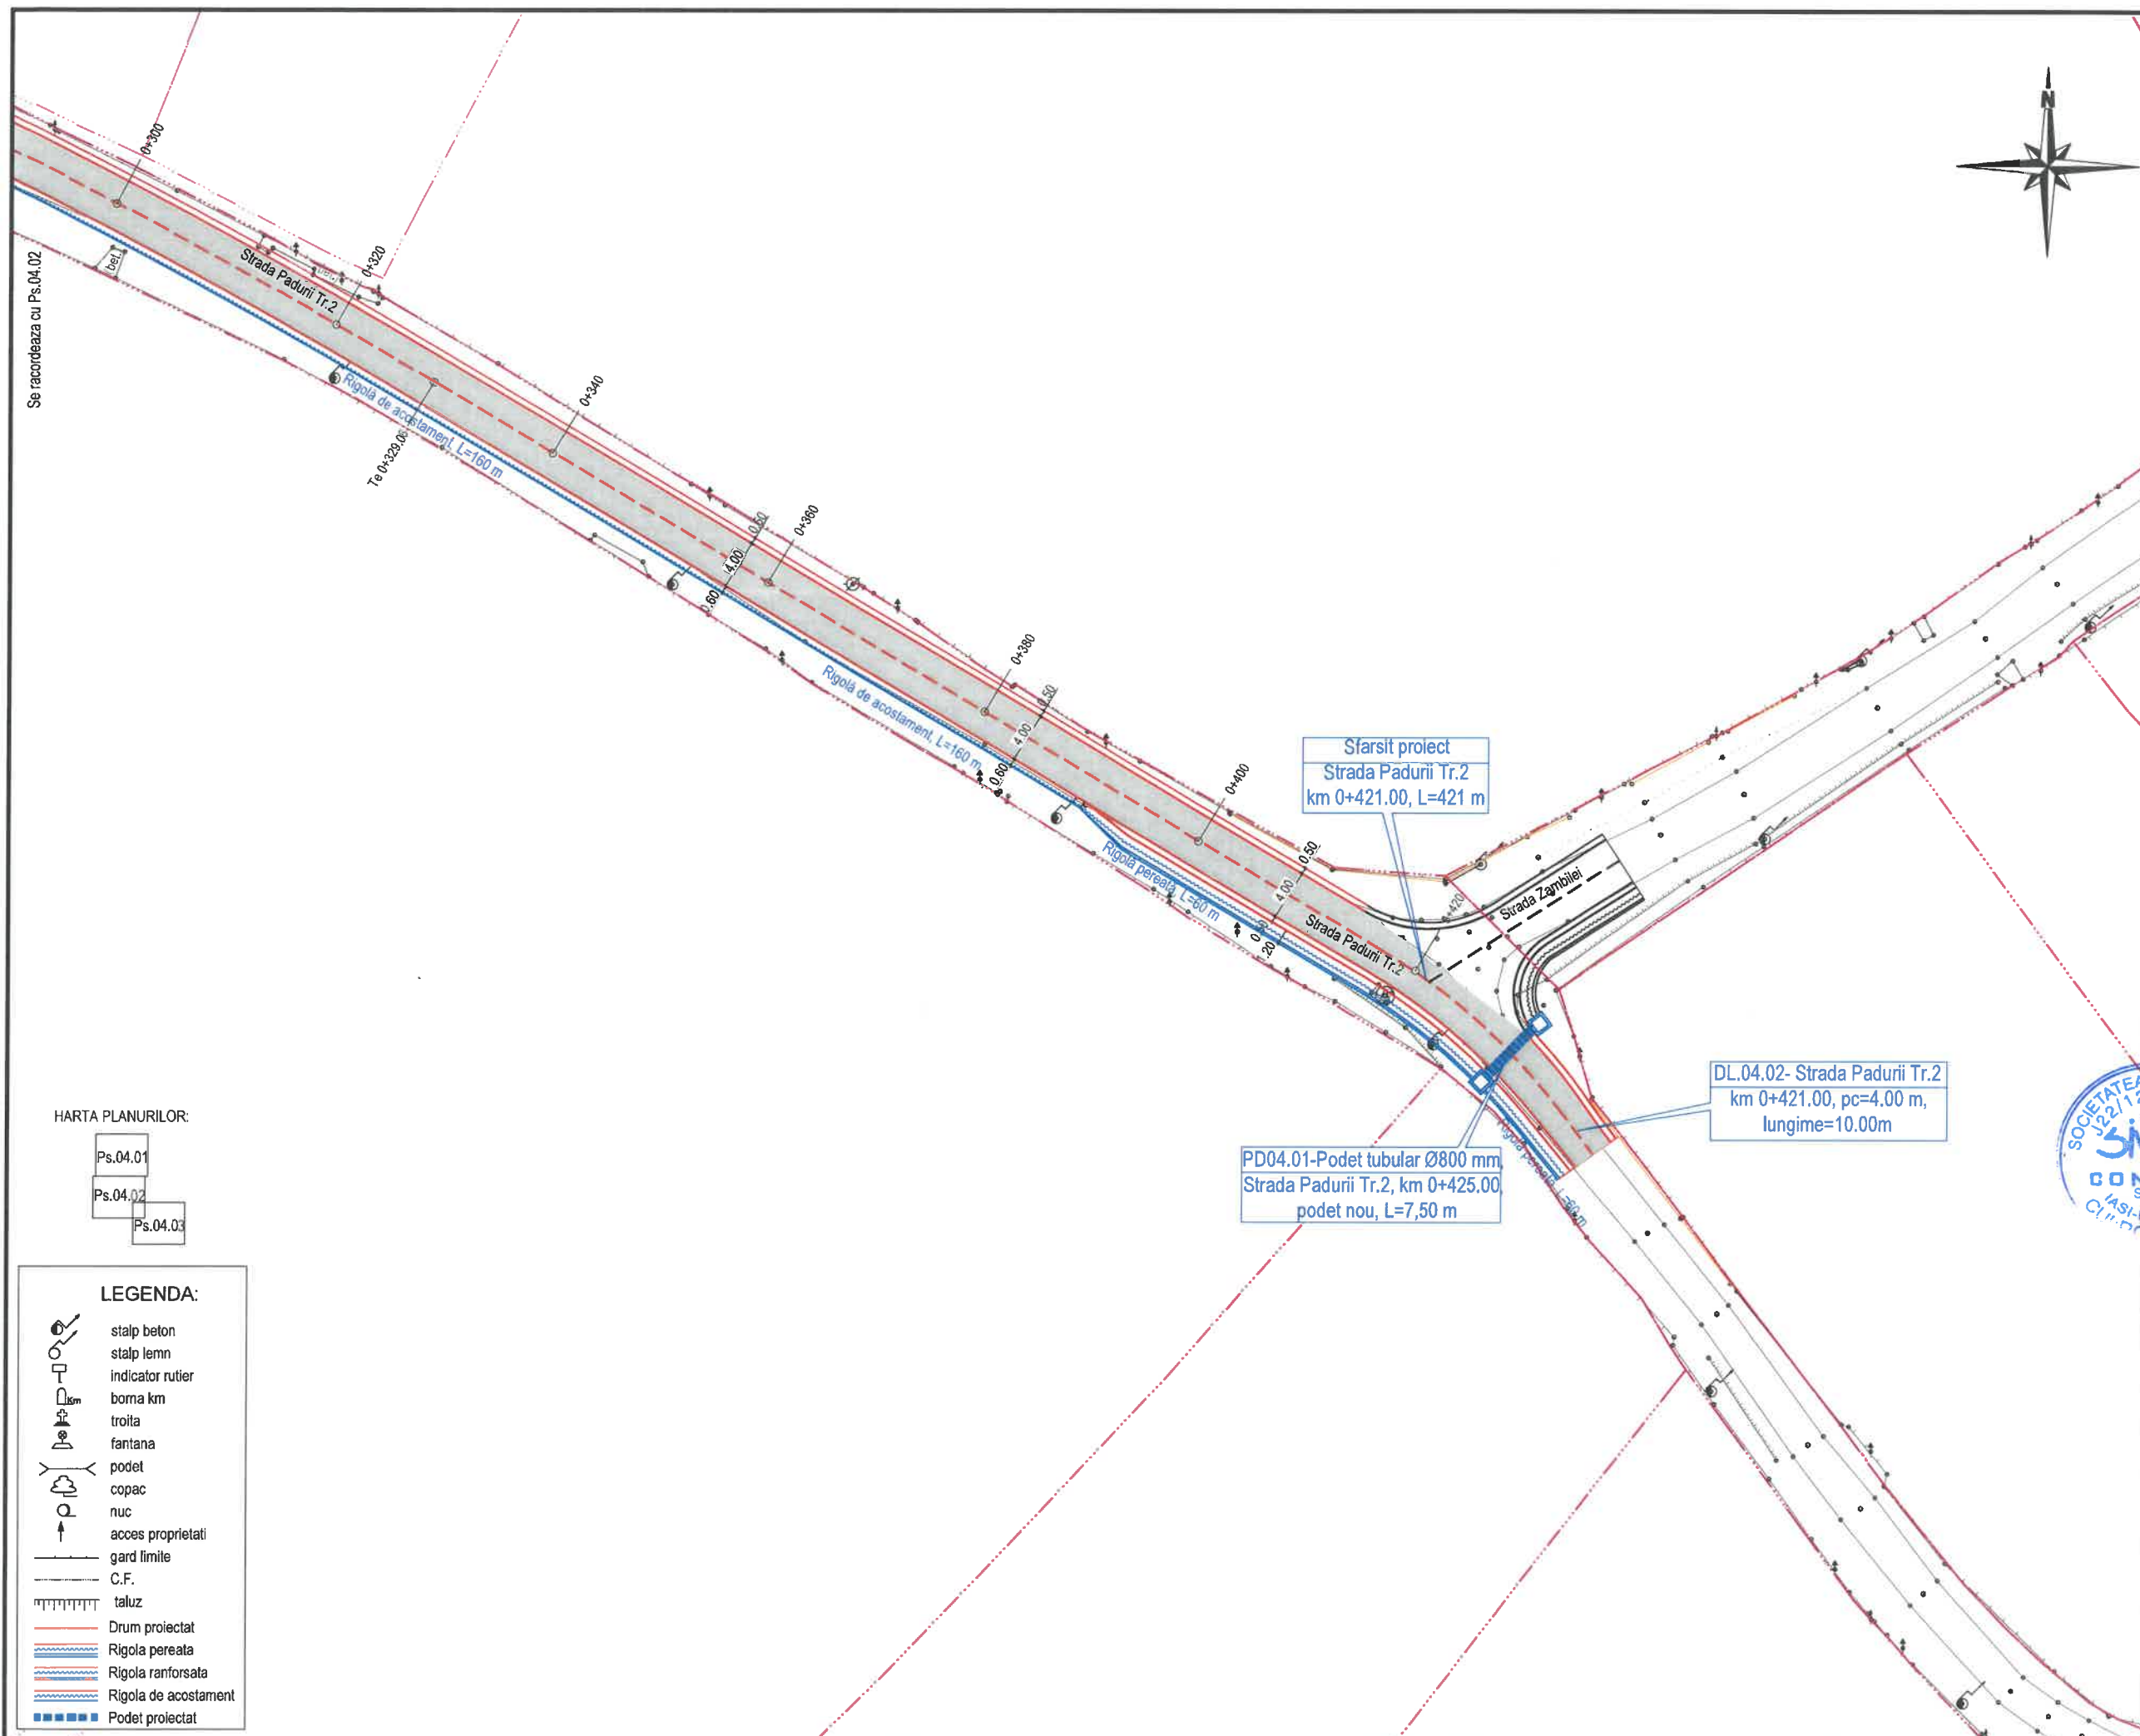 N
0+300
0+320
Strada Padurii Tr.2
bet.
Se racordeaza cu Ps.04.02
Rigolă de acostament, L=160 m
Te 0+329.06
0+340
0.50
0+360
4.00
0.60
0+380
0.50
4.00
0.60
Rigolă de acostament, L=160 m
0+400
Sfarsit proiect
Strada Padurii Tr.2
km 0+421.00, L=421 m
0.50
4.00
Rigola pereata, L=60 m
Strada Padurii Tr.2
Strada Zambilei
DL.04.02- Strada Padurii Tr.2
km 0+421.00, pc=4.00 m,
lungime=10.00m
PD04.01-Podet tubular Ø800 mm,
Strada Padurii Tr.2, km 0+425.00,
podet nou, L=7,50 m
Rigola pereata, L=60 m
SOCIETATEA
J22/12
HARTA PLANURILOR:
Ps.04.01
Ps.04.02
Ps.04.03
LEGENDA:
stalp beton
stalp lemn
indicator rutier
Km
borna km
troita
fantana
podet
copac
nuc
acces proprietati
gard limite
C.F.
taluz
Drum proiectat
Rigola pereata
Rigola ranforsata
Rigola de acostament
Podet proiectat